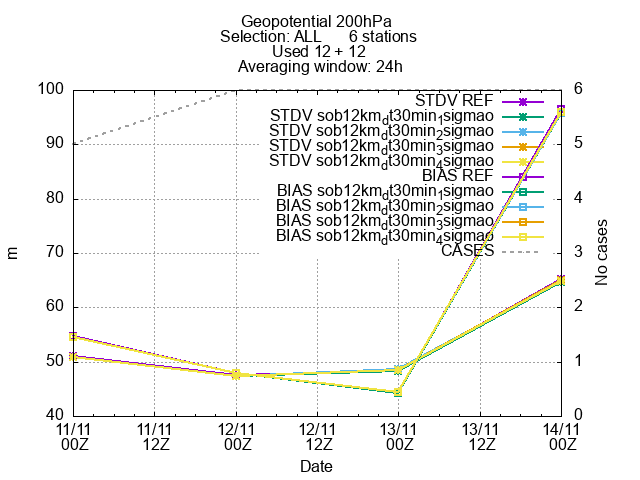 Geopotential 200hPa
Selection: ALL 6 stations
Used 12 + 12
Averaging window: 24h
m
No cases
100
90
80
70
60
50
40
6
5
4
3
2
1
0
STDV REF
STDV sob12km_dt30min_1sigmao
STDV sob12km_dt30min_2sigmao
STDV sob12km_dt30min_3sigmao
STDV sob12km_dt30min_4sigmao
BIAS REF
BIAS sob12km_dt30min_1sigmao
BIAS sob12km_dt30min_2sigmao
BIAS sob12km_dt30min_3sigmao
BIAS sob12km_dt30min_4sigmao
CASES
11/11 11/11 12/11 12/11 13/11 13/11 14/11
00Z 12Z 00Z 12Z 00Z 12Z 00Z
Date